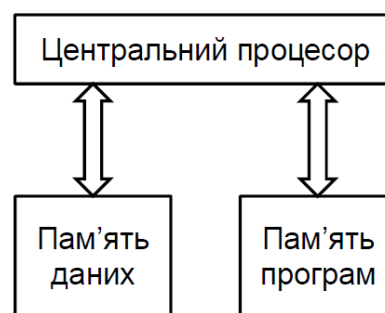 Центральний процесор
Пам’ять
даних
Пам’ять
програм